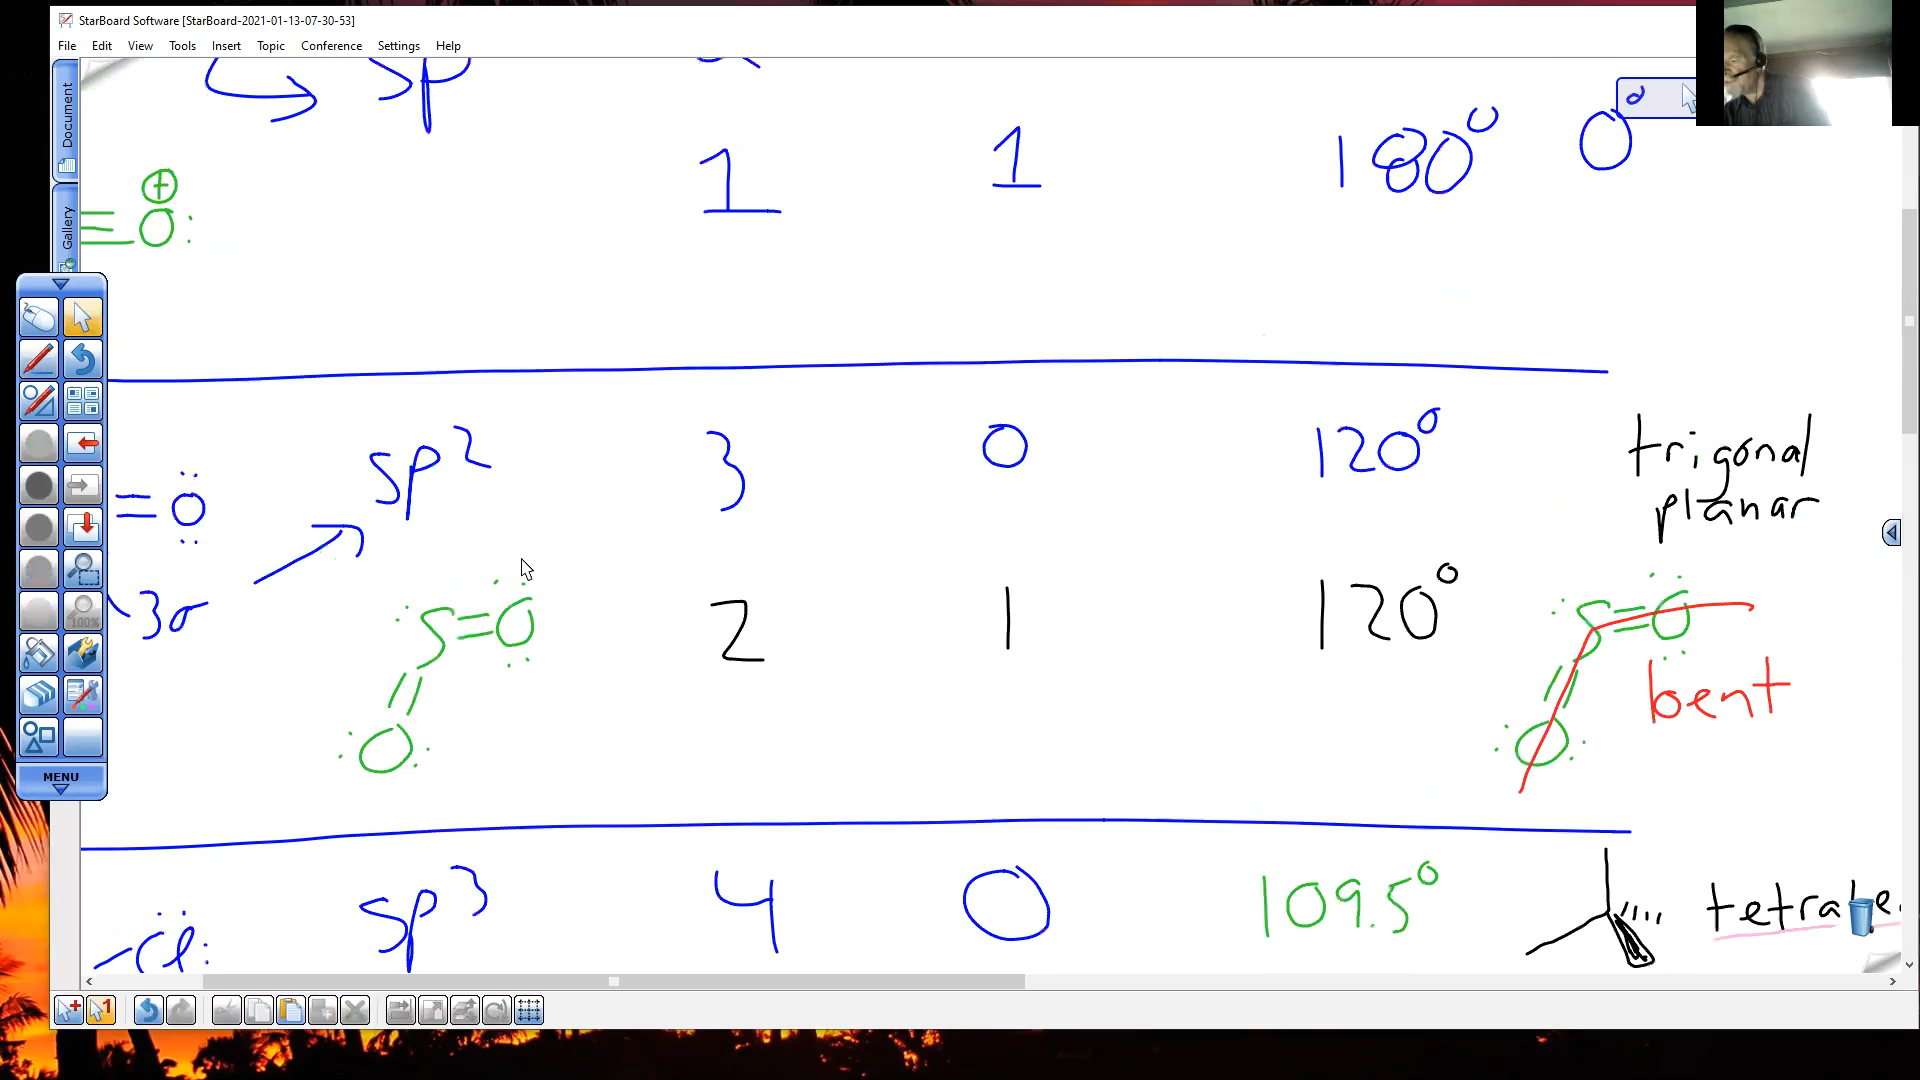 StarBoard Software [StarBoard-2021-01-13-07-30-53]
File Edit View Tools Insert Topic Conference Settings Help
Document
Gallery
sp
1 1 180° 0
≡O: ⊕
sp² 3 0 120° trigonal
planar
=O
3σ
S=O 2 1 120° S=O
bent
O O
sp³ 4 0 109.5°
-Cl:
100%
MENU